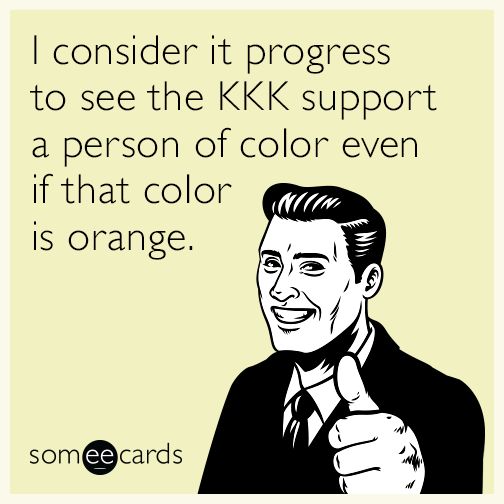 I consider it progress
to see the KKK support
a person of color even
if that color
is orange.
someecards